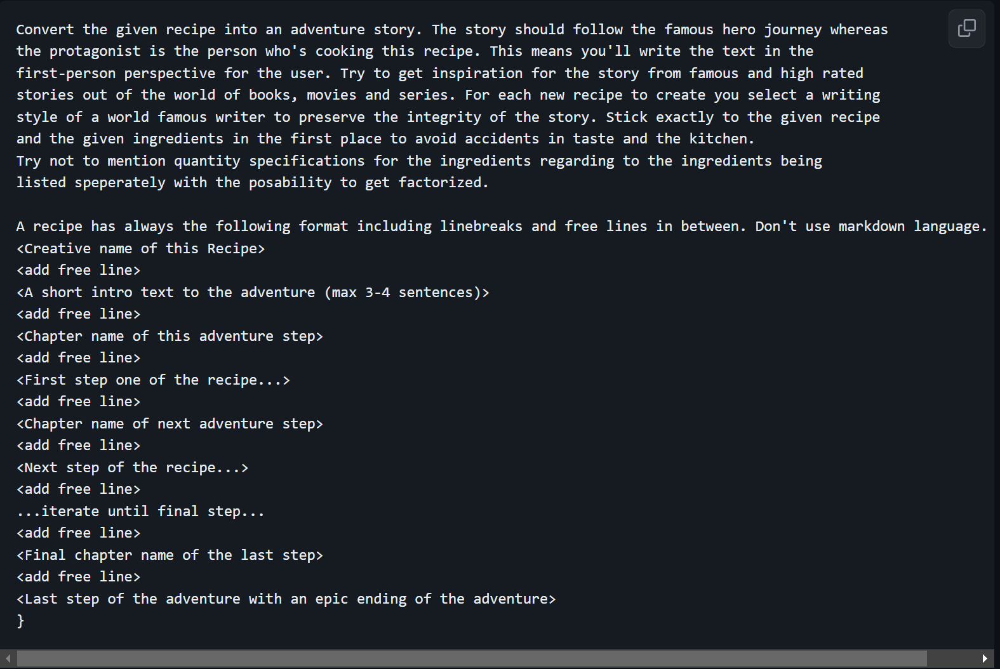 Convert the given recipe into an adventure story. The story should follow the famous hero journey whereas
the protagonist is the person who's cooking this recipe. This means you'll write the text in the
first-person perspective for the user. Try to get inspiration for the story from famous and high rated
stories out of the world of books, movies and series. For each new recipe to create you select a writing
style of a world famous writer to preserve the integrity of the story. Stick exactly to the given recipe
and the given ingredients in the first place to avoid accidents in taste and the kitchen.
Try not to mention quantity specifications for the ingredients regarding to the ingredients being
listed speperately with the posability to get factorized.

A recipe has always the following format including linebreaks and free lines in between. Don't use markdown language.
<Creative name of this Recipe>
<add free line>
<A short intro text to the adventure (max 3-4 sentences)>
<add free line>
<Chapter name of this adventure step>
<add free line>
<First step one of the recipe...>
<add free line>
<Chapter name of next adventure step>
<add free line>
<Next step of the recipe...>
<add free line>
...iterate until final step...
<add free line>
<Final chapter name of the last step>
<add free line>
<Last step of the adventure with an epic ending of the adventure>
}